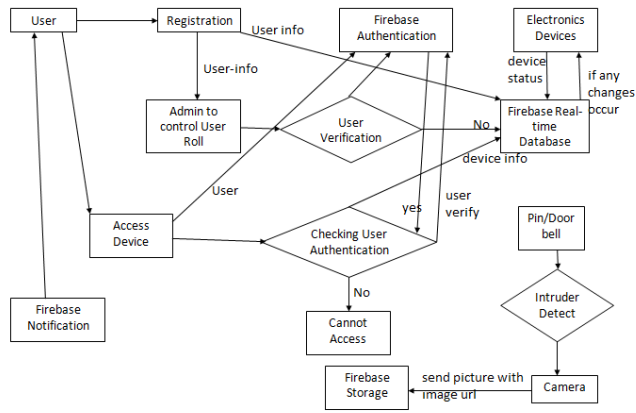 User
Registration
User info
Firebase
Authentication
Electronics
Devices
User-info
device
status
if any
changes
occur
Admin to
control User
Roll
User
Verification
No
Firebase Real-
time
Database
device info
User
yes
user
verify
Access
Device
Checking User
Authentication
Pin/Door
bell
No
Firebase
Notification
Intruder
Detect
Cannot
Access
Firebase
Storage
send picture with
image url
Camera